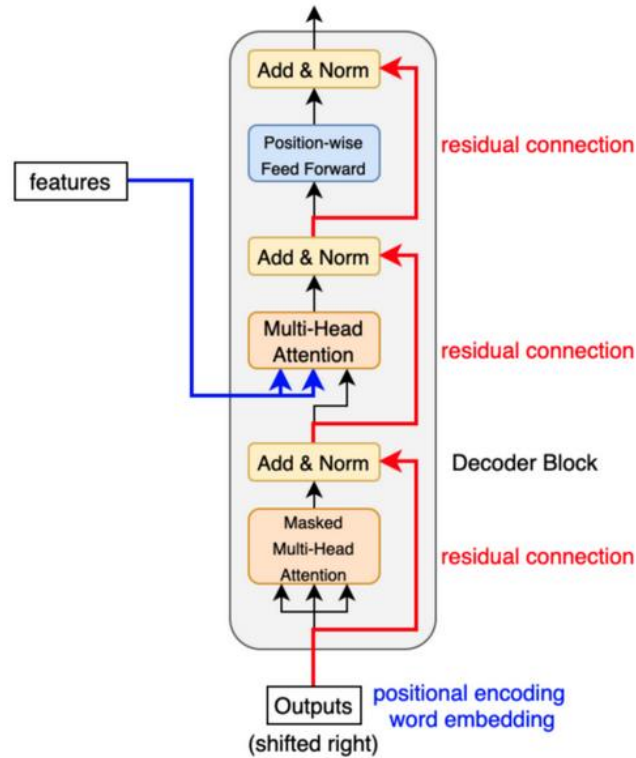 Add & Norm
Position-wise
Feed Forward
residual connection
features
Add & Norm
Multi-Head
Attention
residual connection
Add & Norm
Decoder Block
Masked
Multi-Head
Attention
residual connection
Outputs
(shifted right)
positional encoding
word embedding